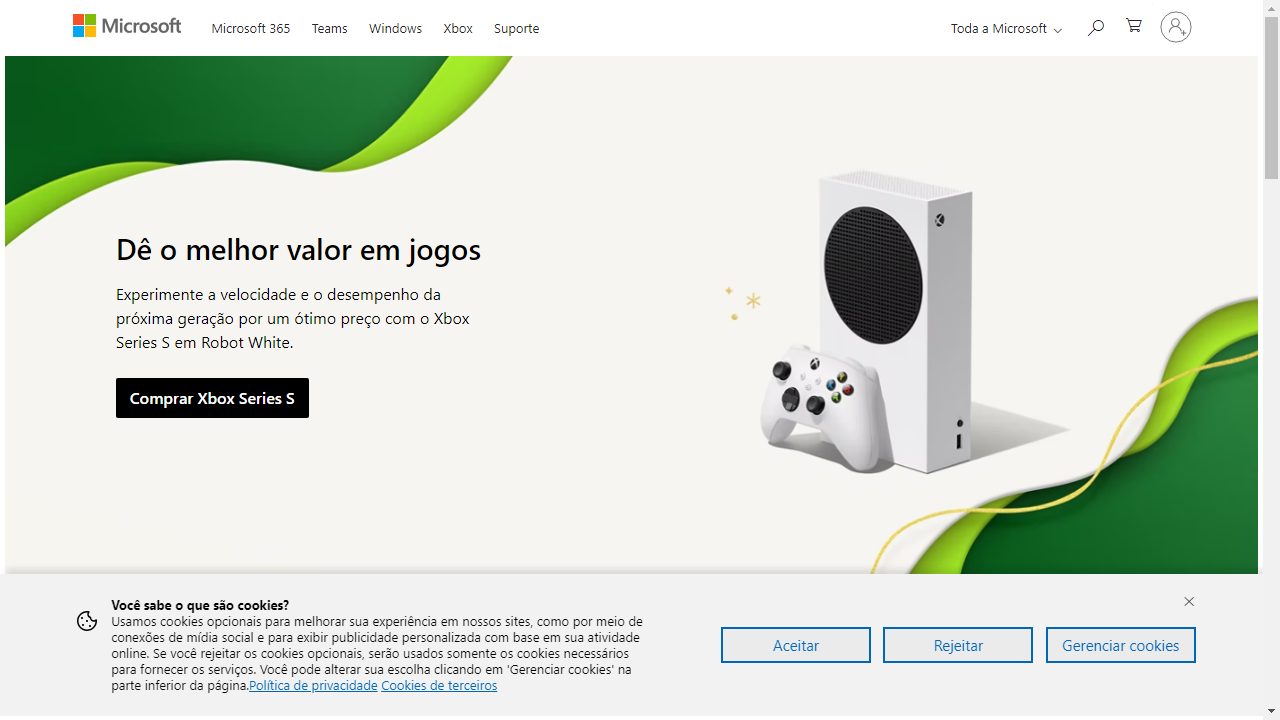 Microsoft
Microsoft 365
Teams
Windows
Xbox
Suporte
Toda a Microsoft
Dê o melhor valor em jogos
Experimente a velocidade e o desempenho da
próxima geração por um ótimo preço com o Xbox
Series S em Robot White.
Comprar Xbox Series S
Você sabe o que são cookies?
Usamos cookies opcionais para melhorar sua experiência em nossos sites, como por meio de
conexões de mídia social e para exibir publicidade personalizada com base em sua atividade
online. Se você rejeitar os cookies opcionais, serão usados somente os cookies necessários
para fornecer os serviços. Você pode alterar sua escolha clicando em 'Gerenciar cookies' na
parte inferior da página.Política de privacidade Cookies de terceiros
Aceitar
Rejeitar
Gerenciar cookies